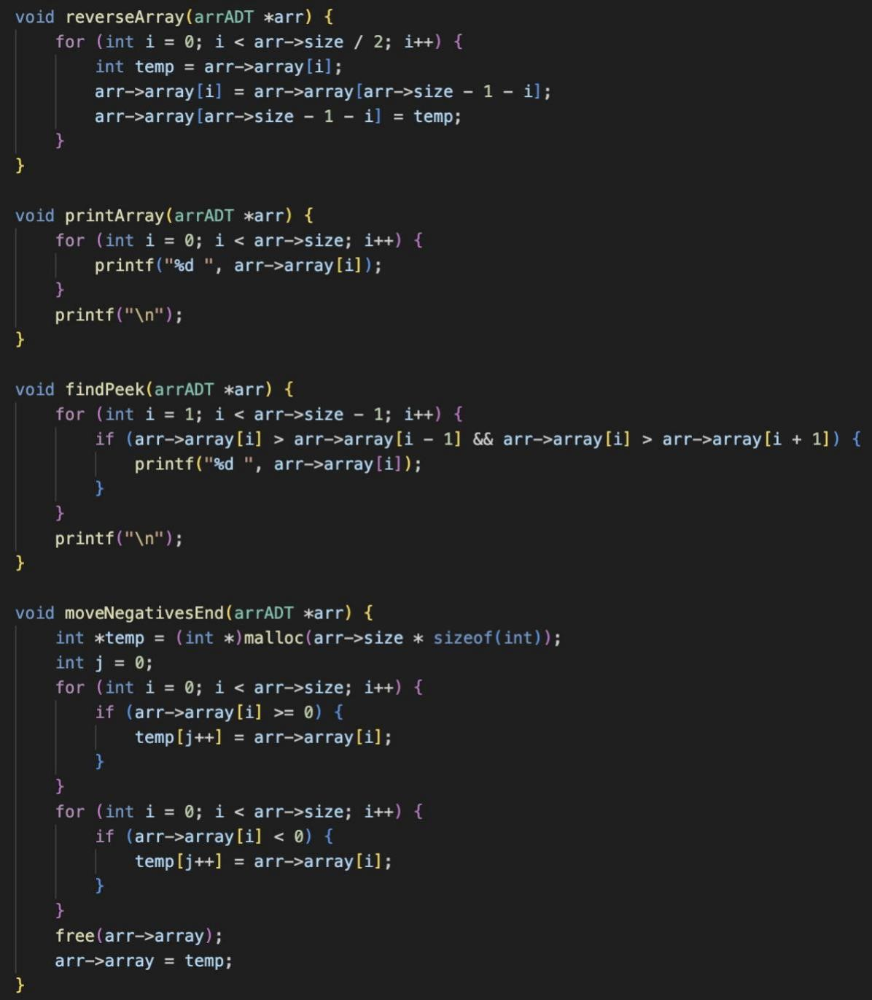 void reverseArray(arrADT *arr) {
    for (int i = 0; i < arr->size / 2; i++) {
        int temp = arr->array[i];
        arr->array[i] = arr->array[arr->size - 1 - i];
        arr->array[arr->size - 1 - i] = temp;
    }
}

void printArray(arrADT *arr) {
    for (int i = 0; i < arr->size; i++) {
        printf("%d ", arr->array[i]);
    }
    printf("\n");
}

void findPeek(arrADT *arr) {
    for (int i = 1; i < arr->size - 1; i++) {
        if (arr->array[i] > arr->array[i - 1] && arr->array[i] > arr->array[i + 1]) {
            printf("%d ", arr->array[i]);
        }
    }
    printf("\n");
}

void moveNegativesEnd(arrADT *arr) {
    int *temp = (int *)malloc(arr->size * sizeof(int));
    int j = 0;
    for (int i = 0; i < arr->size; i++) {
        if (arr->array[i] >= 0) {
            temp[j++] = arr->array[i];
        }
    }
    for (int i = 0; i < arr->size; i++) {
        if (arr->array[i] < 0) {
            temp[j++] = arr->array[i];
        }
    }
    free(arr->array);
    arr->array = temp;
}